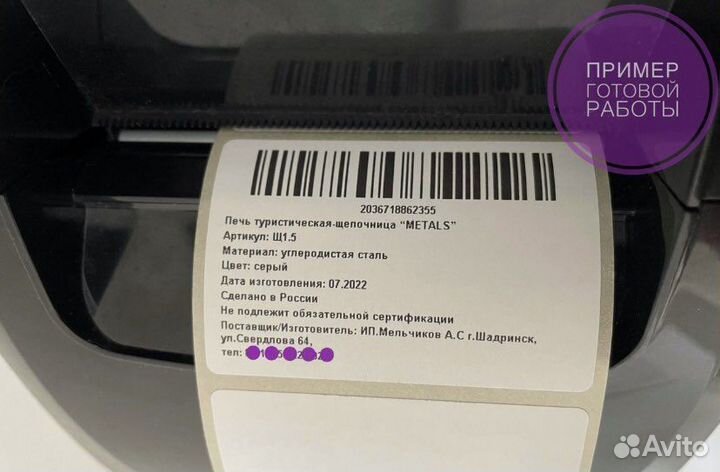 ПРИМЕР
ГОТОВОЙ
РАБОТЫ
2036718862355
Печь туристическая-щепочница "METALS"
Артикул: Щ1.5
Материал: углеродистая сталь
Цвет: серый
Дата изготовления: 07.2022
Сделано в России
Не подлежит обязательной сертификации
Поставщик/Изготовитель: ИП.Мельчиков А.С г.Шадринск,
ул.Свердлова 64,
тел:
Avito